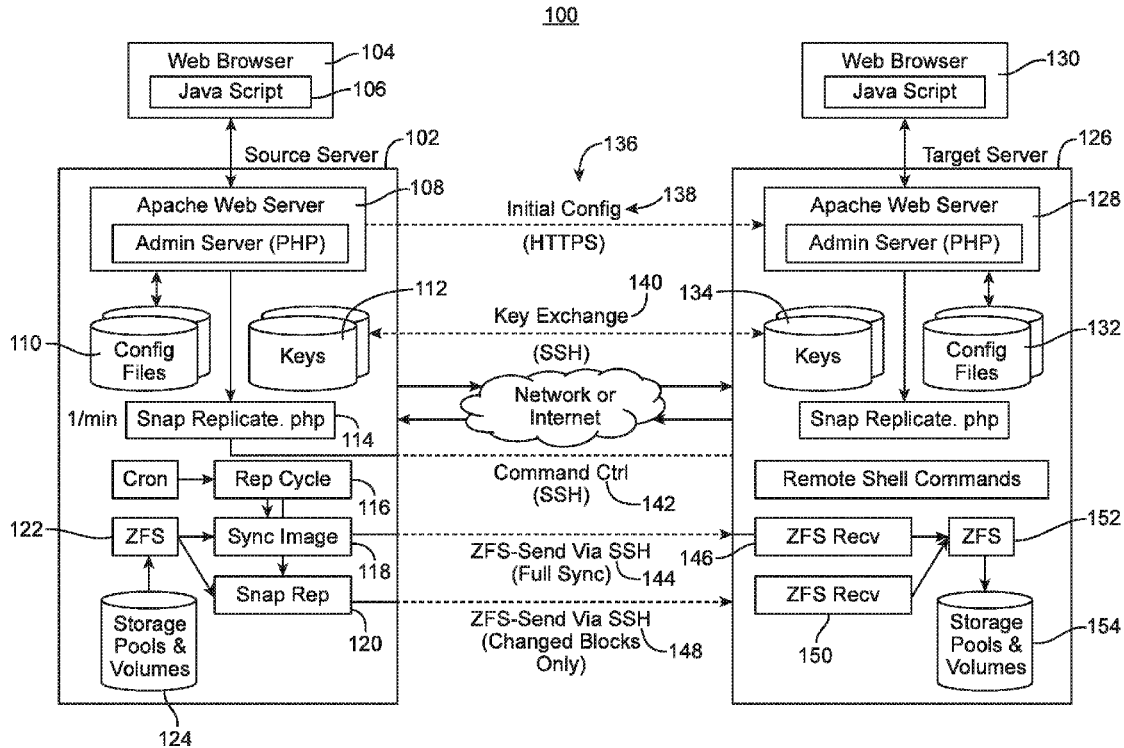 100
Web Browser
104
Java Script
106
Web Browser
130
Java Script
102
Source Server
136
Target Server
126
108
Apache Web Server
Admin Server (PHP)
Initial Config
138
(HTTPS)
Apache Web Server
128
Admin Server (PHP)
110
Config
Files
112
Keys
Key Exchange
140
(SSH)
134
Keys
Config
Files
132
Network or
Internet
1/min
Snap Replicate. php
114
Snap Replicate. php
Command Ctrl
(SSH)
142
Cron
Rep Cycle
116
Remote Shell Commands
122
ZFS
Sync Image
118
ZFS-Send Via SSH
(Full Sync)
144
146
ZFS Recv
ZFS
152
Snap Rep
120
ZFS-Send Via SSH
(Changed Blocks
Only)
148
ZFS Recv
150
Storage
Pools &
Volumes
124
Storage
Pools &
Volumes
154